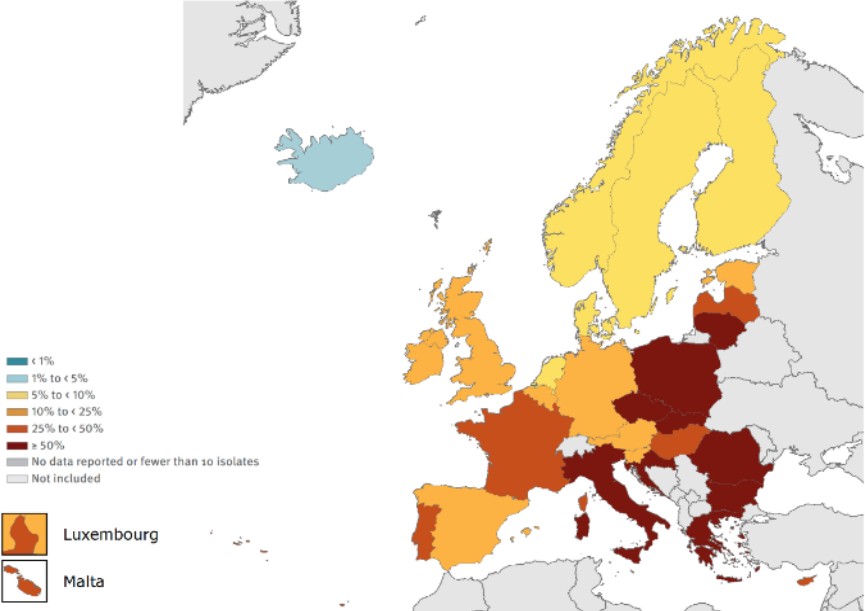 < 1%
1% to < 5%
5% to < 10%
10% to < 25%
25% to < 50%
≥ 50%
No data reported or fewer than 10 isolates
Not included
Luxembourg
Malta